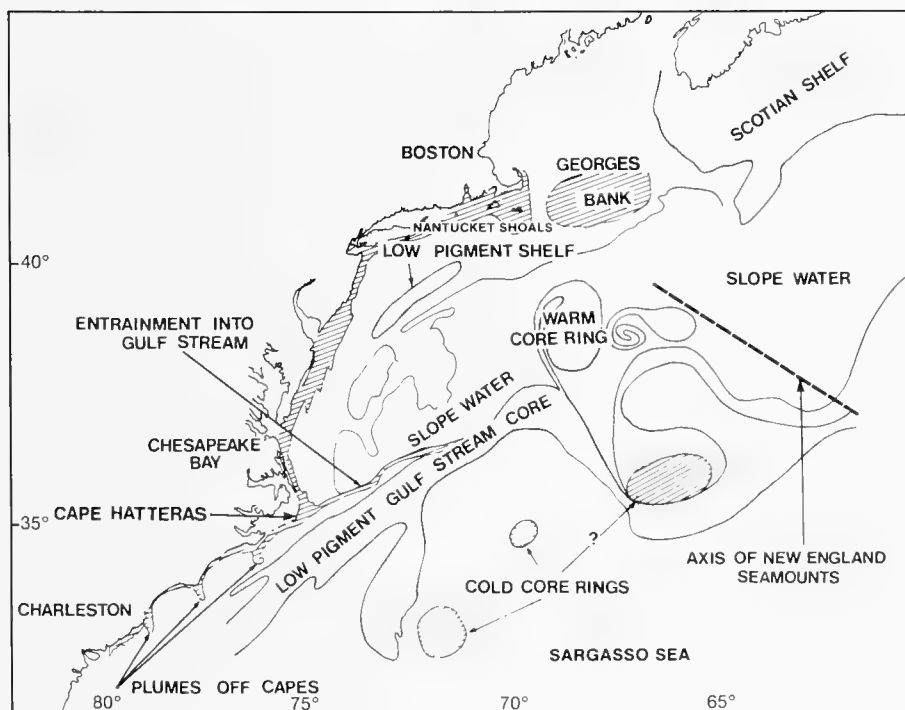 SCOTIAN SHELF
BOSTON
GEORGES
BANK
NANTUCKET SHOALS
LOW PIGMENT SHELF
40°
SLOPE WATER
ENTRAINMENT INTO
GULF STREAM
WARM
CORE RING
SLOPE WATER
CHESAPEAKE
BAY
LOW PIGMENT GULF STREAM CORE
CAPE HATTERAS
35°
?
AXIS OF NEW ENGLAND
SEAMOUNTS
COLD CORE RINGS
CHARLESTON
SARGASSO SEA
PLUMES OFF CAPES
80°
75°
70°
65°